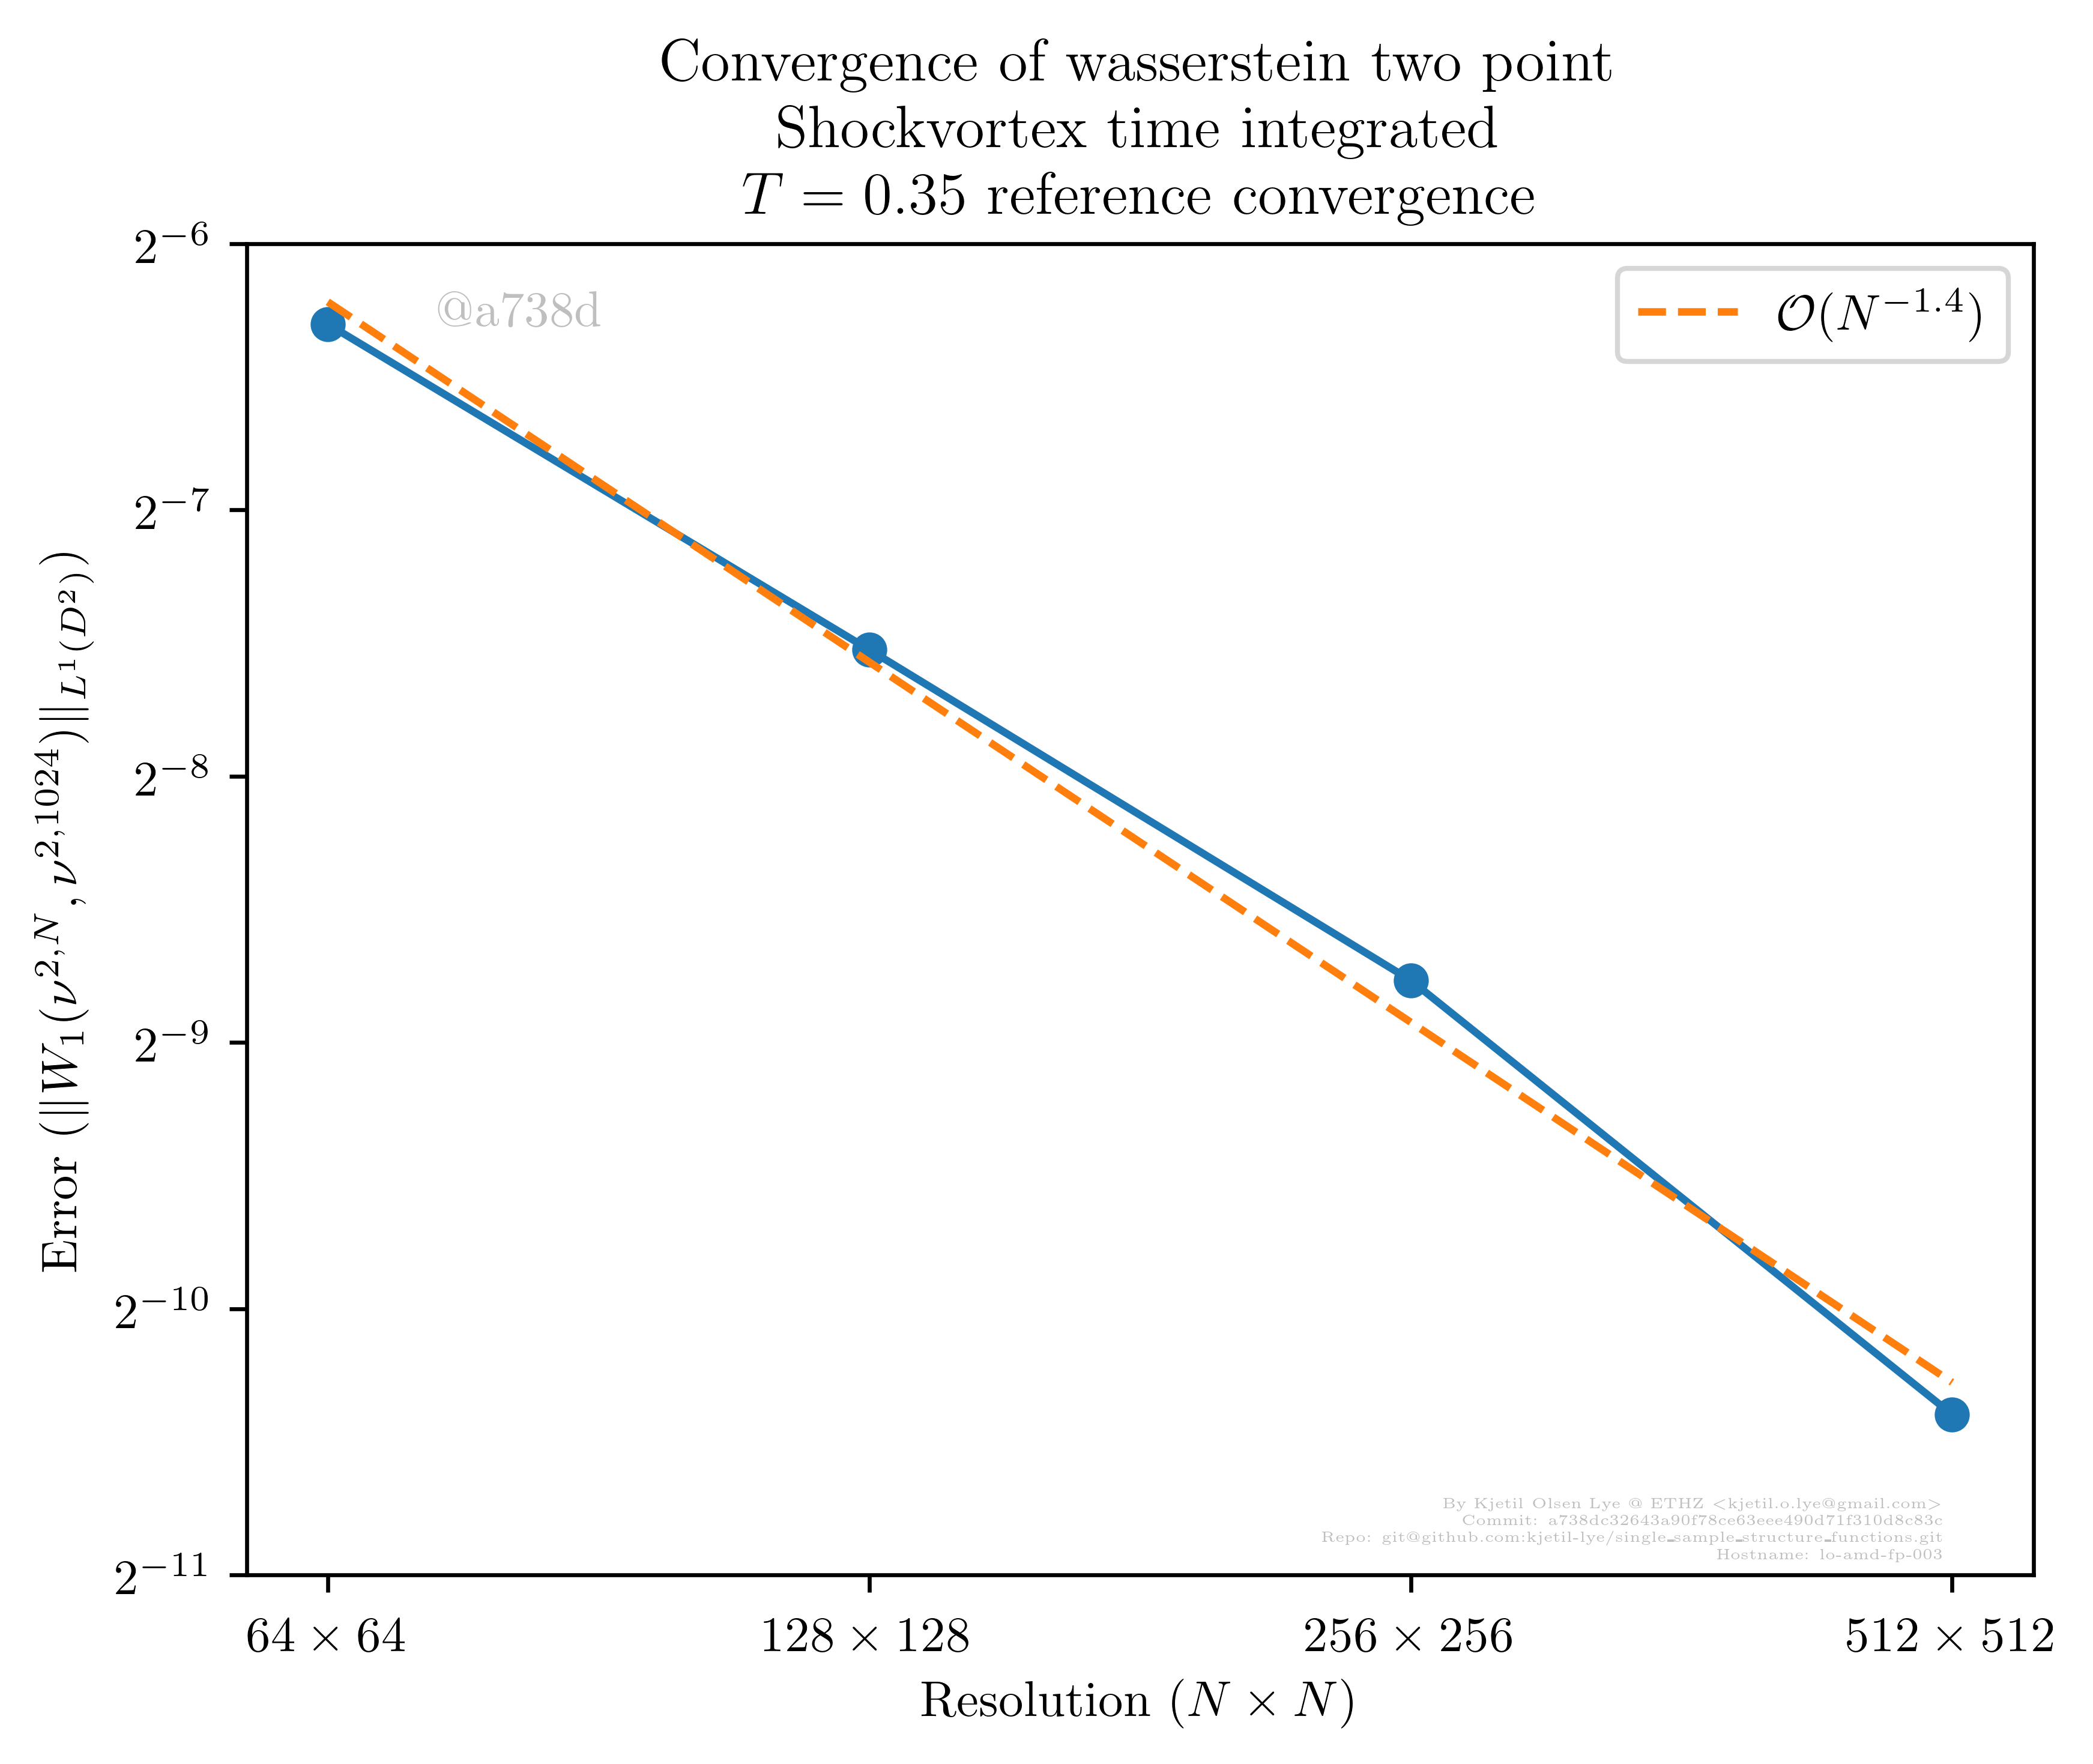 Convergence of wasserstein two point
Shockvortex time integrated
T = 0.35 reference convergence
2^{-6}
2^{-7}
2^{-8}
2^{-9}
2^{-10}
2^{-11}
Error (||W_1(ν^{2,N}, ν^{2,1024})||_{L^1(D^2)})
@a738d
O(N^{-1.4})
By Kjetil Olsen Lye @ ETHZ <kjetil.o.lye@gmail.com>
Commit: a738dc32643a90f78ce63eee490d71f310d8c83c
Repo: git@github.com:kjetil-lye/single_sample_structure_functions.git
Hostname: lo-amd-fp-003
64 × 64
128 × 128
256 × 256
512 × 512
Resolution (N × N)